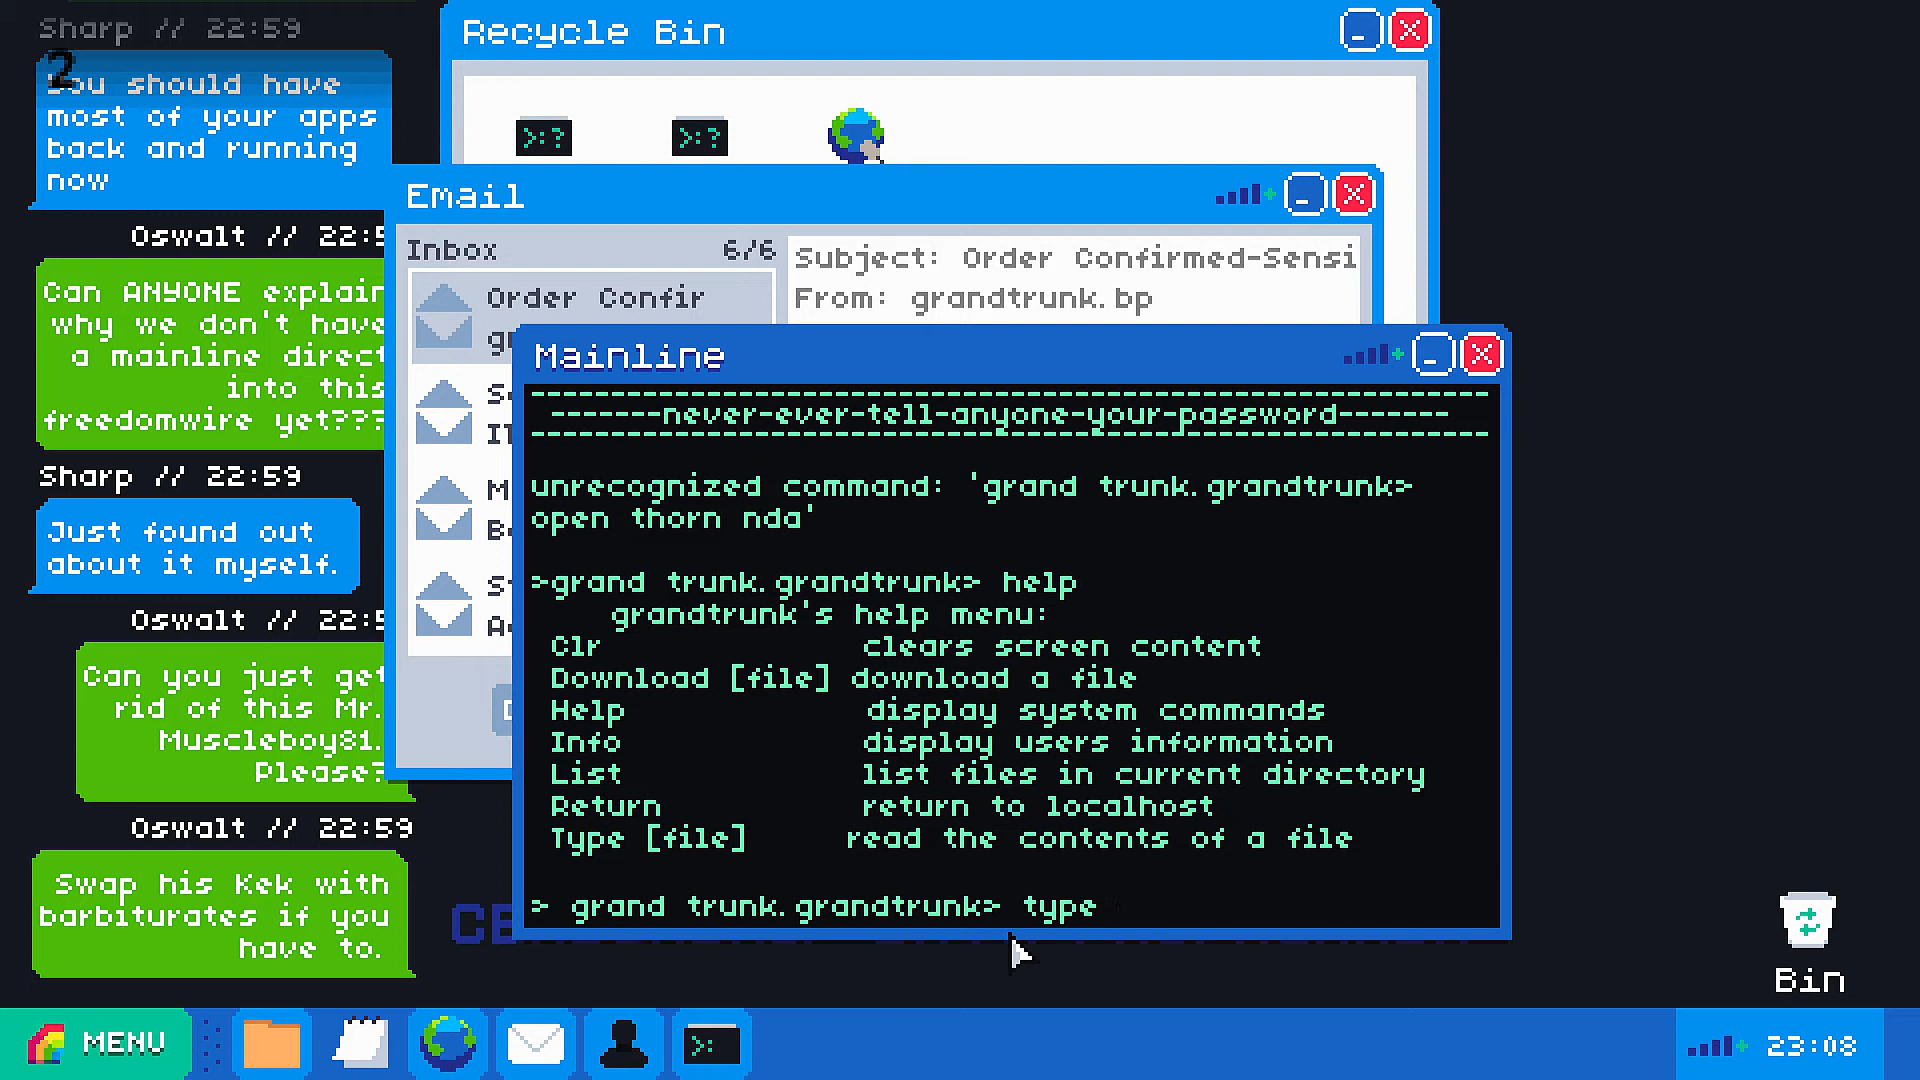 Sharp // 22:59
2
You should have
most of your apps
back and running
now
Oswalt // 22:5
Can ANYONE explain
why we don't have
a mainline direct
into this
freedomwire yet???
Sharp // 22:59
Just found out
about it myself.
Oswalt // 22:5
Can you just get
rid of this Mr.
Muscleboy81.
Please?
Oswalt // 22:59
Swap his Kek with
barbiturates if you
have to.
Recycle Bin
>:?
>:?
Email
Inbox 6/6
Order Confir
Subject: Order Confirmed-Sensi
From: grandtrunk.bp
Mainline
-------never-ever-tell-anyone-your-password-------
unrecognized command: 'grand trunk.grandtrunk>
open thorn nda'
>grand trunk.grandtrunk> help
grandtrunk's help menu:
Clr clears screen content
Download [file] download a file
Help display system commands
Info display users information
List list files in current directory
Return return to localhost
Type [file] read the contents of a file
> grand trunk.grandtrunk> type
Bin
MENU
>:
23:08